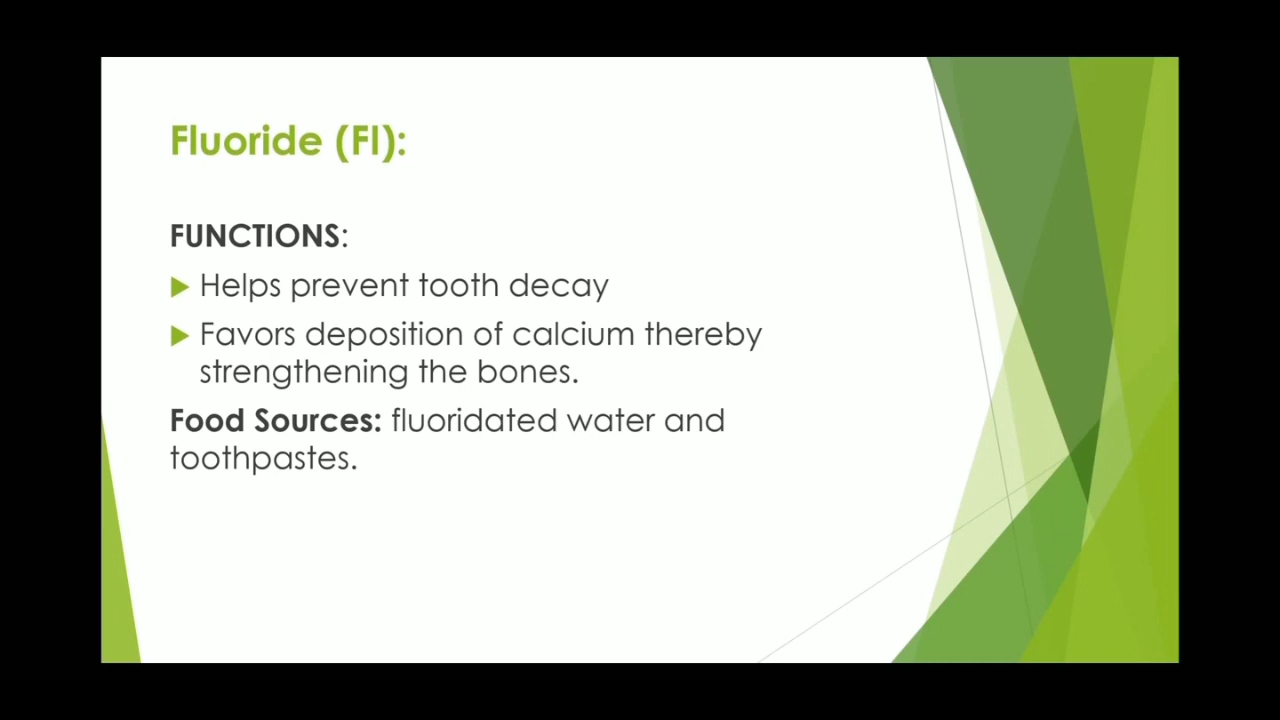 Fluoride (Fl):
FUNCTIONS:
Helps prevent tooth decay
Favors deposition of calcium thereby
strengthening the bones.
Food Sources: fluoridated water and
toothpastes.